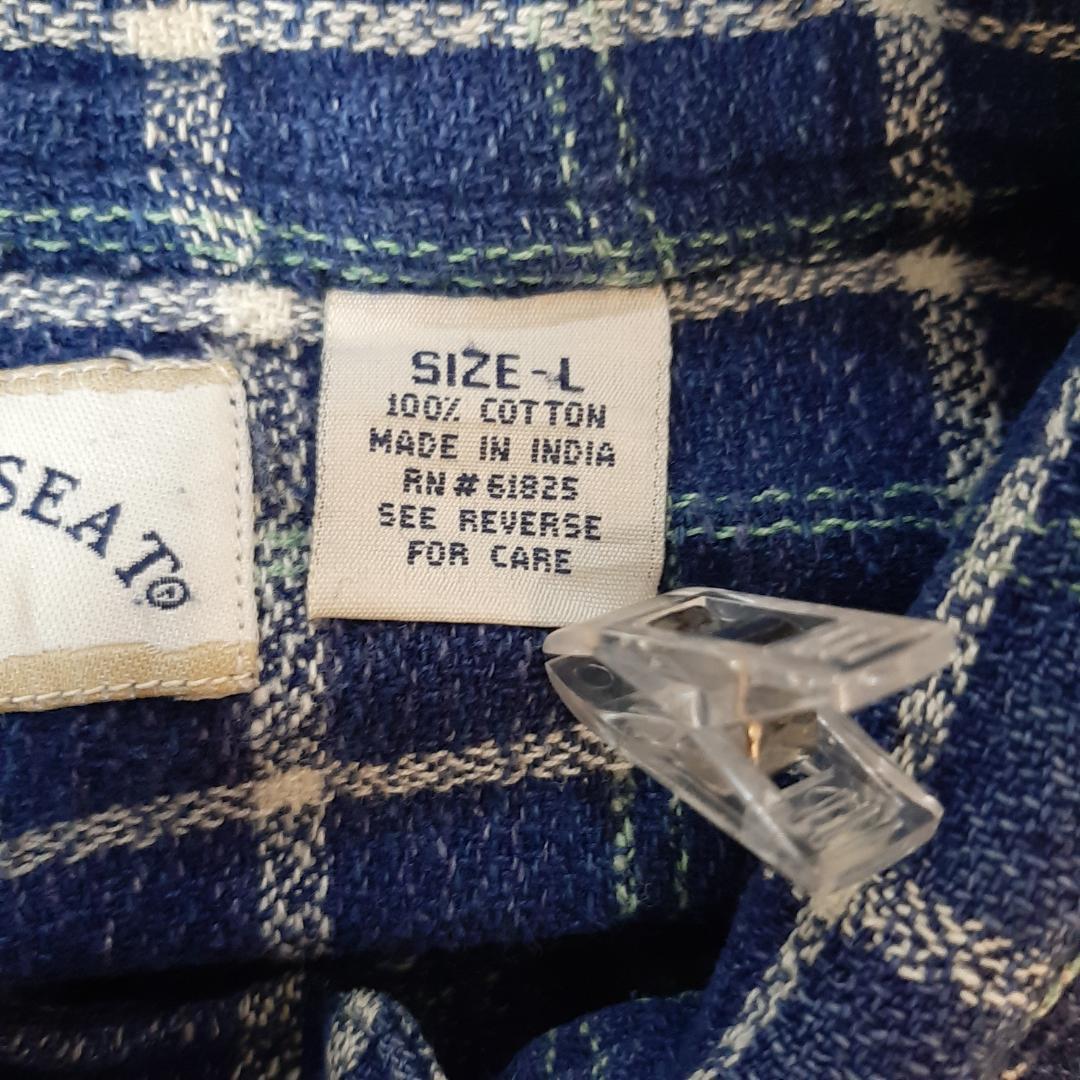 SEAT®
SIZE-L
100% COTTON
MADE IN INDIA
RN#61825
SEE REVERSE
FOR CARE